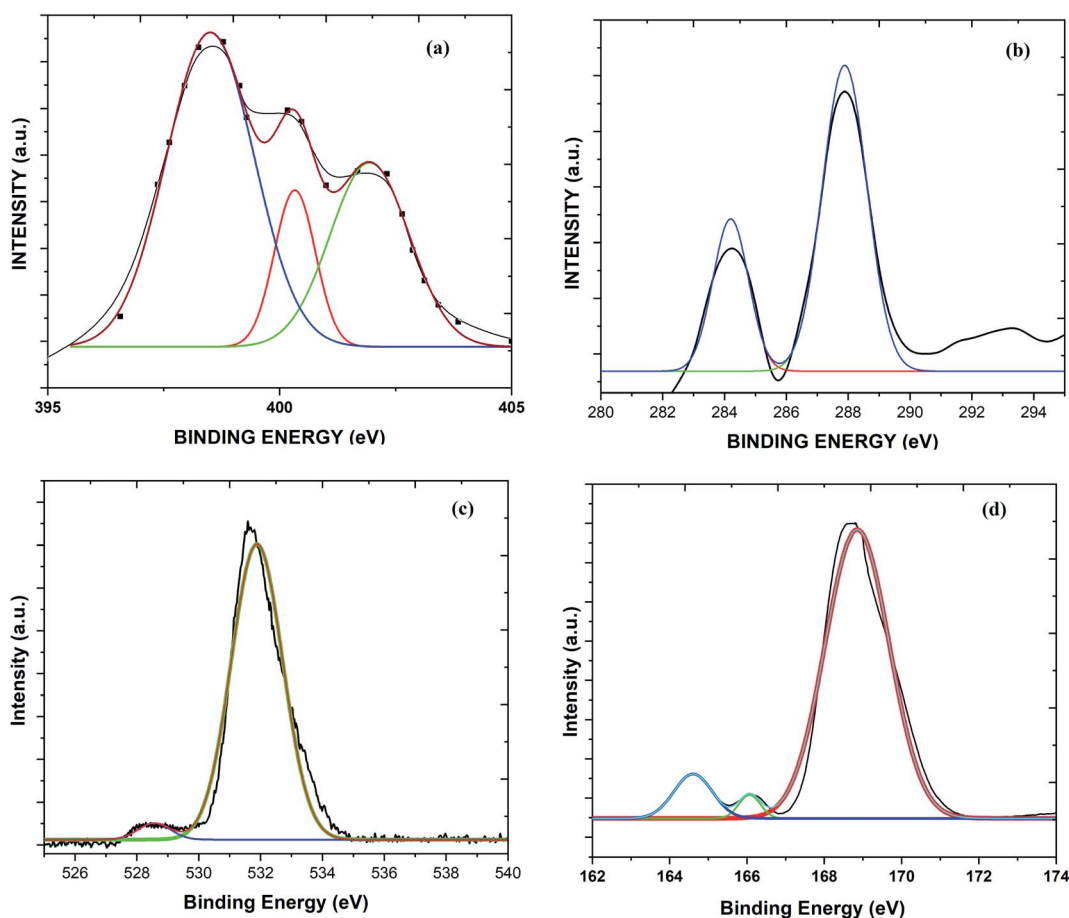 (a)
INTENSITY (a.u.)
395 400 405
BINDING ENERGY (eV)
(b)
INTENSITY (a.u.)
280 282 284 286 288 290 292 294
BINDING ENERGY (eV)
(c)
Intensity (a.u.)
526 528 530 532 534 536 538 540
Binding Energy (eV)
(d)
Intensity (a.u.)
162 164 166 168 170 172 174
Binding Energy (eV)